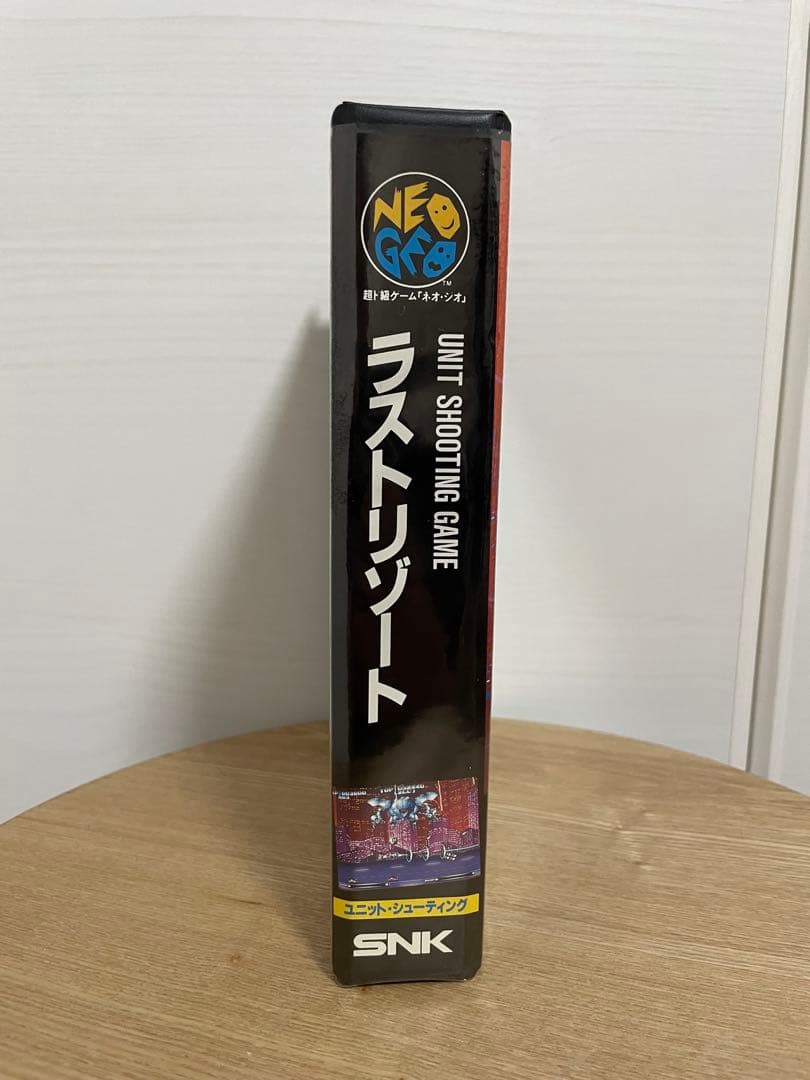 NEO
GEO
TM
超ド級ゲーム「ネオ・ジオ」
UNIT SHOOTING GAME
ラストリゾート
ユニット・シューティング
SNK